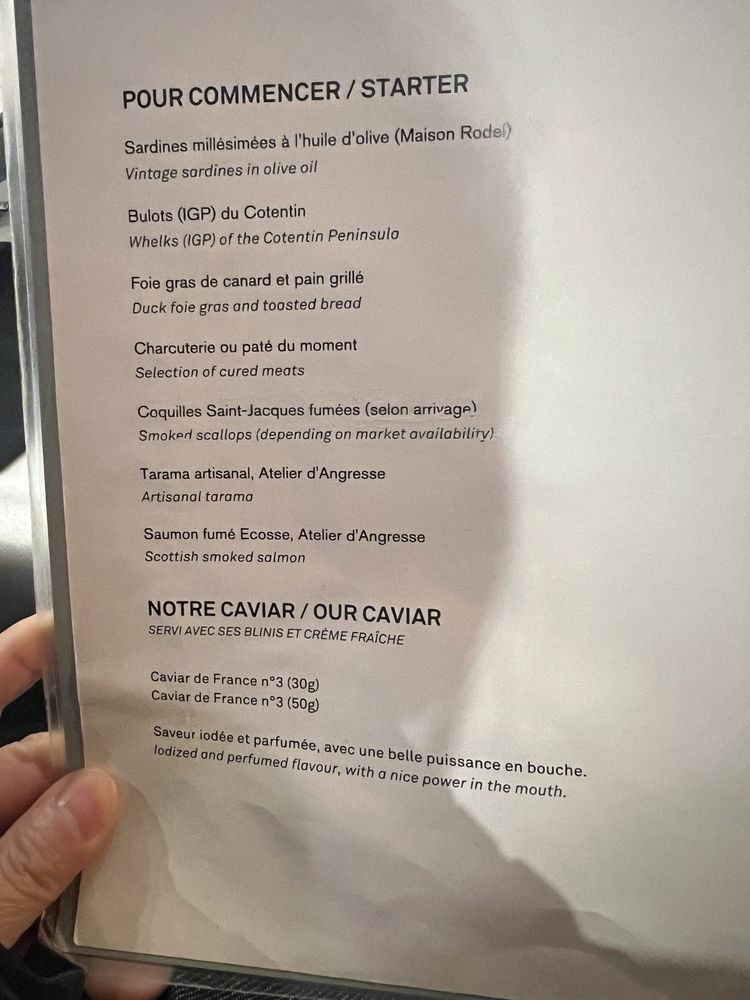 POUR COMMENCER / STARTER
Sardines millésimées à l'huile d'olive (Maison Rodel)
Vintage sardines in olive oil
Bulots (IGP) du Cotentin
Whelks (IGP) of the Cotentin Peninsula
Foie gras de canard et pain grillé
Duck foie gras and toasted bread
Charcuterie ou paté du moment
Selection of cured meats
Coquilles Saint-Jacques fumées (selon arrivage)
Smoked scallops (depending on market availability)
Tarama artisanal, Atelier d'Angresse
Artisanal tarama
Saumon fumé Ecosse, Atelier d'Angresse
Scottish smoked salmon
NOTRE CAVIAR / OUR CAVIAR
SERVI AVEC SES BLINIS ET CRÈME FRAÎCHE
Caviar de France n°3 (30g)
Caviar de France n°3 (50g)
Saveur iodée et parfumée, avec une belle puissance en bouche.
Iodized and perfumed flavour, with a nice power in the mouth.